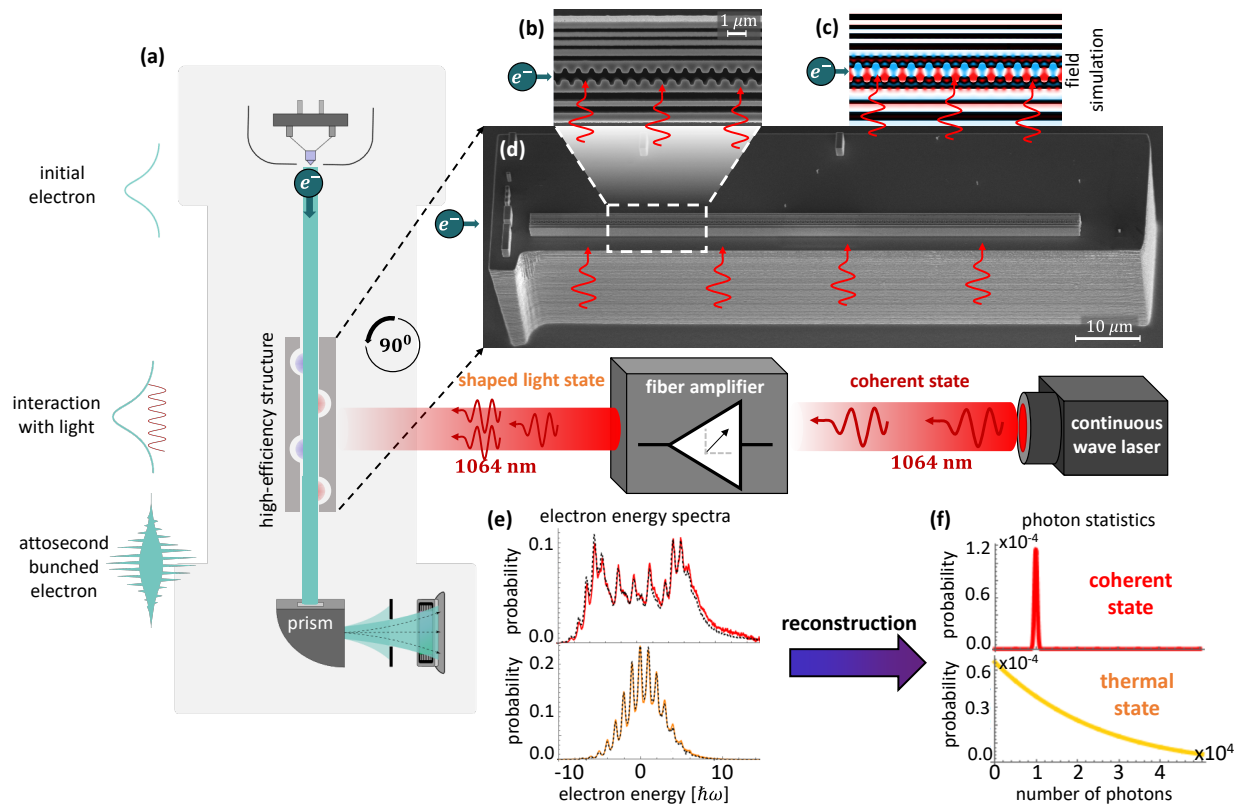 (a)
initial
electron
interaction
with light
attosecond
bunched
electron
e⁻
high-efficiency structure
90⁰
prism
(b)
1 μm
e⁻
(c)
e⁻
field
simulation
(d)
e⁻
10 μm
shaped light state
1064 nm
fiber amplifier
coherent state
1064 nm
continuous
wave laser
(e)
electron energy spectra
probability
0.1
0.0
probability
0.2
0.1
0.0
-10
0
10
electron energy [ℏω]
reconstruction
(f)
photon statistics
x10⁻⁴
probability
1.2
0.6
0
coherent
state
x10⁻⁴
probability
0.6
0.3
0.0
thermal
state
x10⁴
0
1
2
4
number of photons